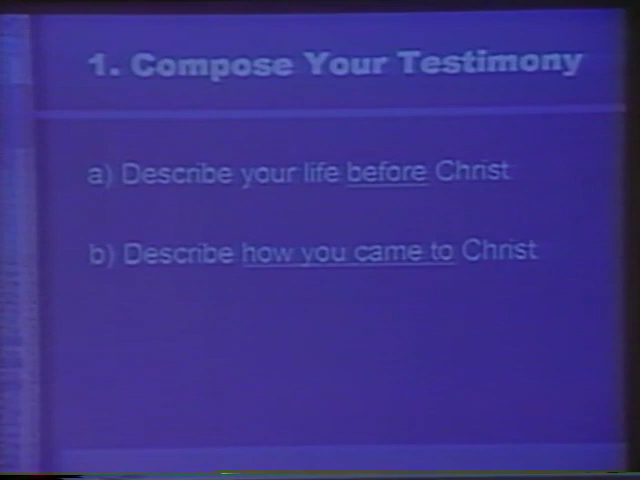 1. Compose Your Testimony
a) Describe your life before Christ
b) Describe how you came to Christ